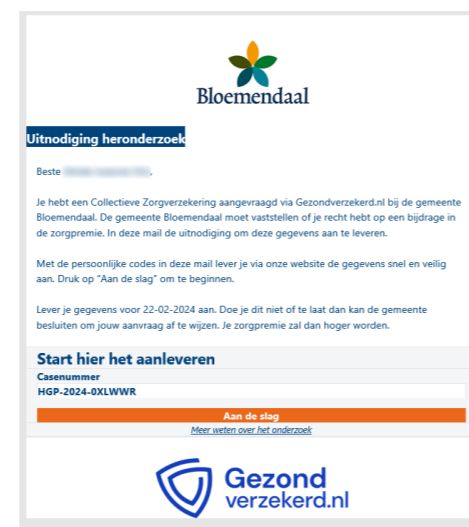 Bloemendaal
Uitnodiging heronderzoek
Beste
Je hebt een Collectieve Zorgverzekering aangevraagd via Gezondverzekerd.nl bij de gemeente
Bloemendaal. De gemeente Bloemendaal moet vaststellen of je recht hebt op een bijdrage in
de zorgpremie. In deze mail de uitnodiging om deze gegevens aan te leveren.
Met de persoonlijke codes in deze mail lever je via onze website de gegevens snel en veilig
aan. Druk op "Aan de slag" om te beginnen.
Lever je gegevens voor 22-02-2024 aan. Doe je dit niet of te laat dan kan de gemeente
besluiten om jouw aanvraag af te wijzen. Je zorgpremie zal dan hoger worden.
Start hier het aanleveren
Casenummer
HGP-2024-0XLWWR
Aan de slag
Meer weten over het onderzoek
Gezond
verzekerd.nl